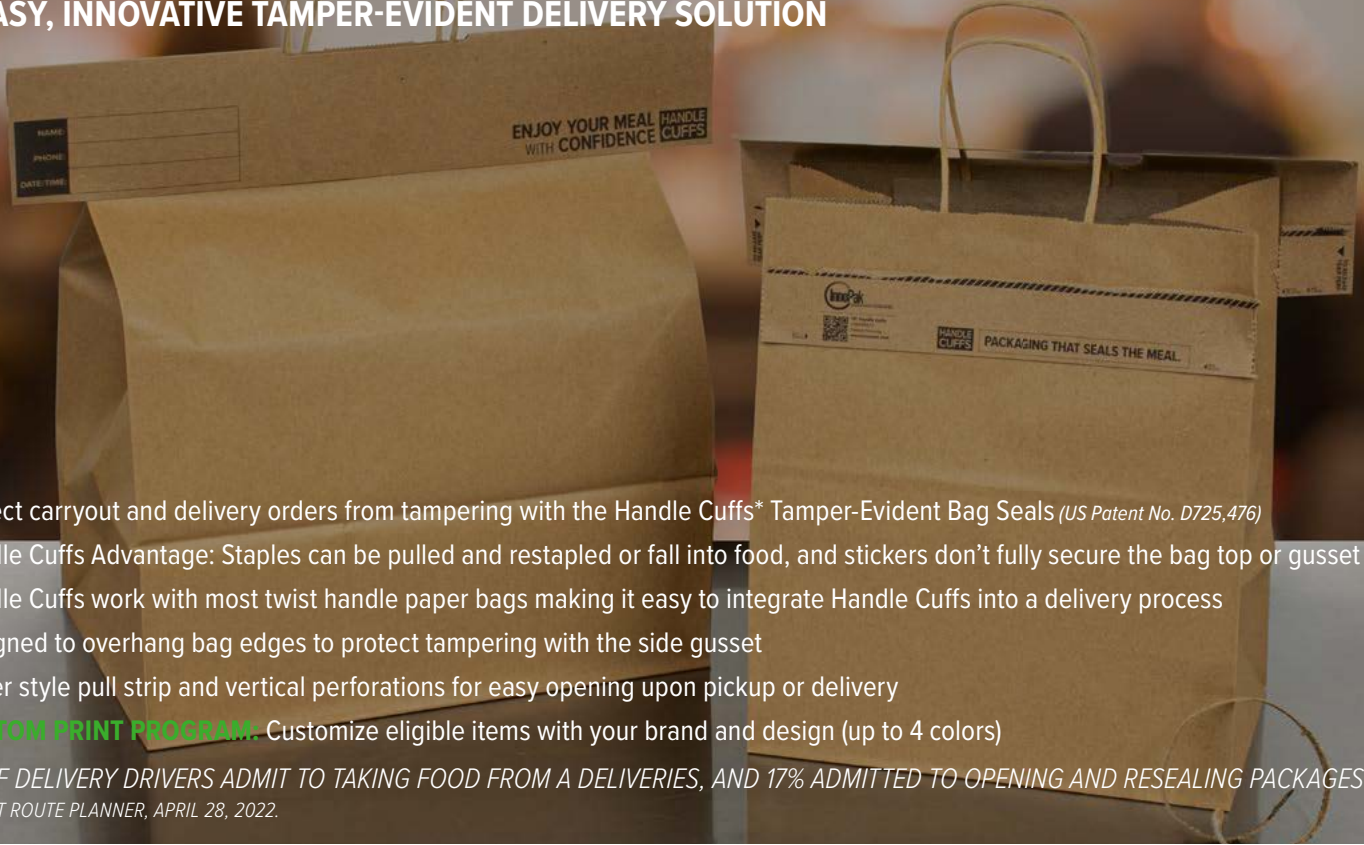 ASY, INNOVATIVE TAMPER-EVIDENT DELIVERY SOLUTION
NAME:
PHONE:
DATE/TIME:
ENJOY YOUR MEAL
WITH CONFIDENCE
HANDLE
CUFFS
InnoPak
HANDLE
CUFFS
PACKAGING THAT SEALS THE MEAL.
ect carryout and delivery orders from tampering with the Handle Cuffs* Tamper-Evident Bag Seals (US Patent No. D725,476)
lle Cuffs Advantage: Staples can be pulled and restapled or fall into food, and stickers don’t fully secure the bag top or gusset
lle Cuffs work with most twist handle paper bags making it easy to integrate Handle Cuffs into a delivery process
gned to overhang bag edges to protect tampering with the side gusset
er style pull strip and vertical perforations for easy opening upon pickup or delivery
TOM PRINT PROGRAM: Customize eligible items with your brand and design (up to 4 colors)
F DELIVERY DRIVERS ADMIT TO TAKING FOOD FROM A DELIVERIES, AND 17% ADMITTED TO OPENING AND RESEALING PACKAGES
T ROUTE PLANNER, APRIL 28, 2022.